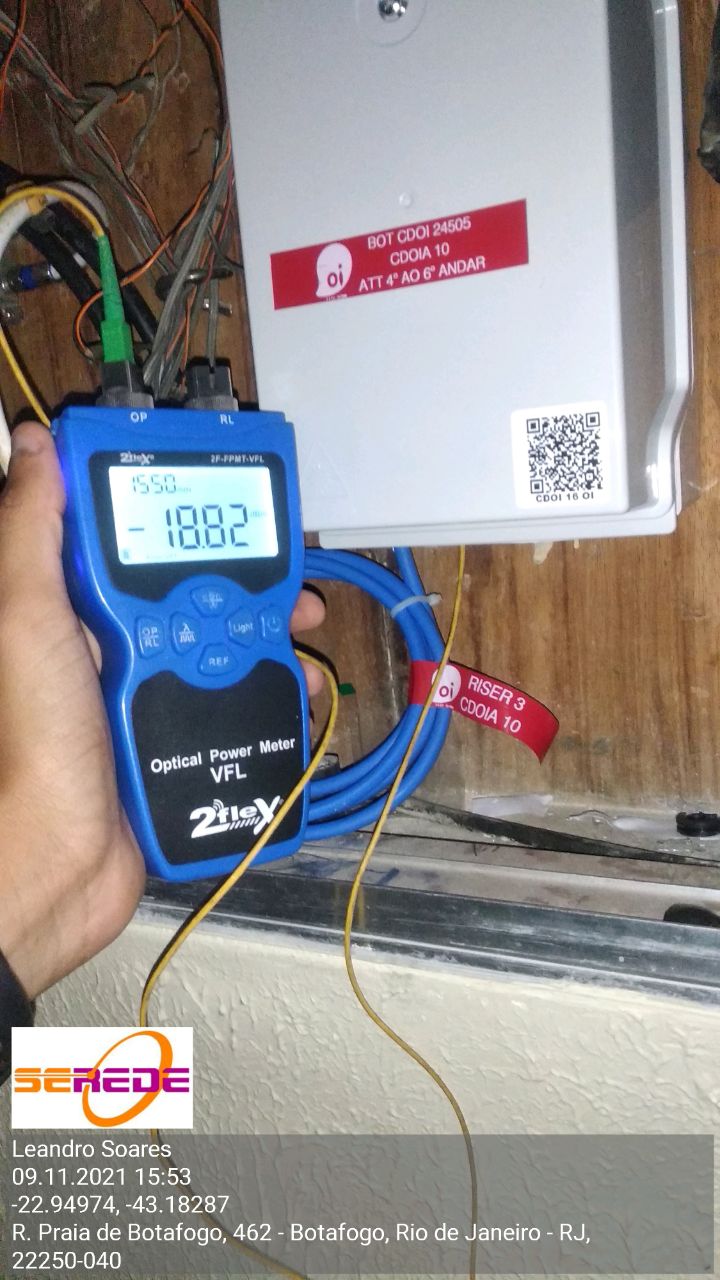 BOT CDOI 24505
CDOIA 10
oi
ATT 4º AO 6º ANDAR
CDOI 16 OI
OP
RL
2flex
2F-FPMT-VFL
1550
-18.82
OP
RL
λ
Light
REF
Optical Power Meter
VFL
2flex
oi
RISER 3
CDOIA 10
SEREDE
Leandro Soares
09.11.2021 15:53
-22.94974, -43.18287
R. Praia de Botafogo, 462 - Botafogo, Rio de Janeiro - RJ,
22250-040